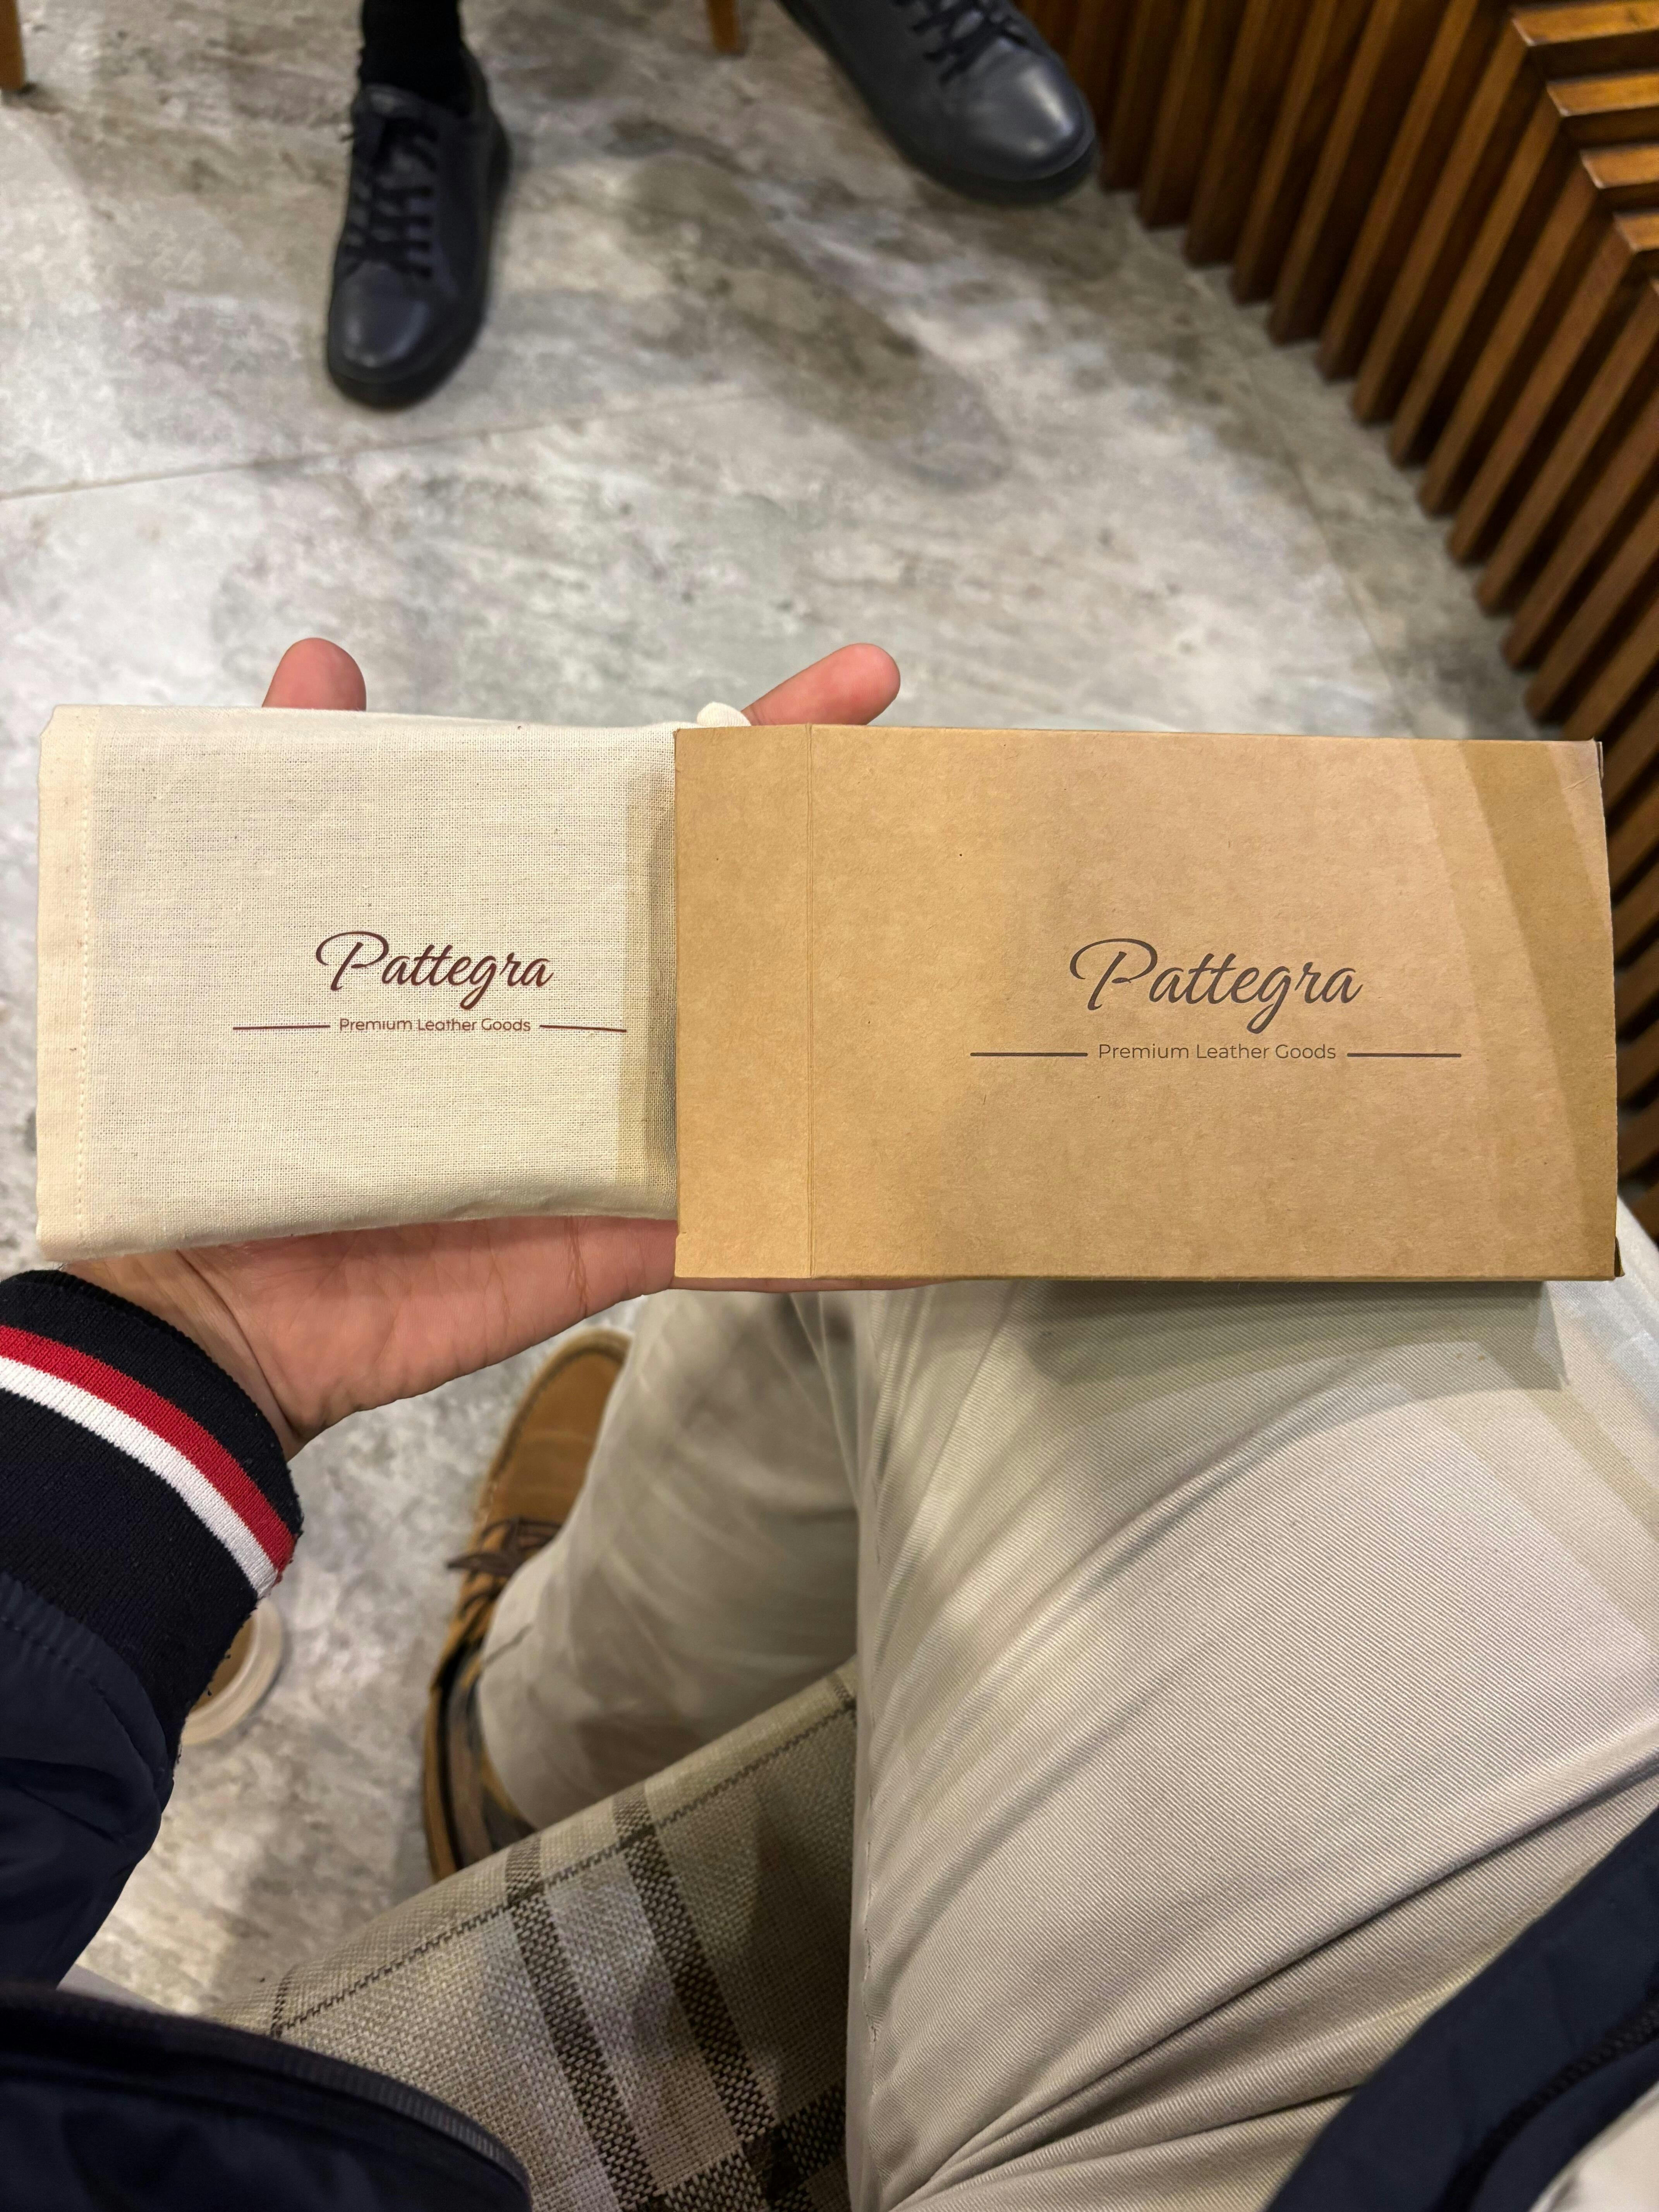 Pattegra
Premium Leather Goods
Pattegra
Premium Leather Goods